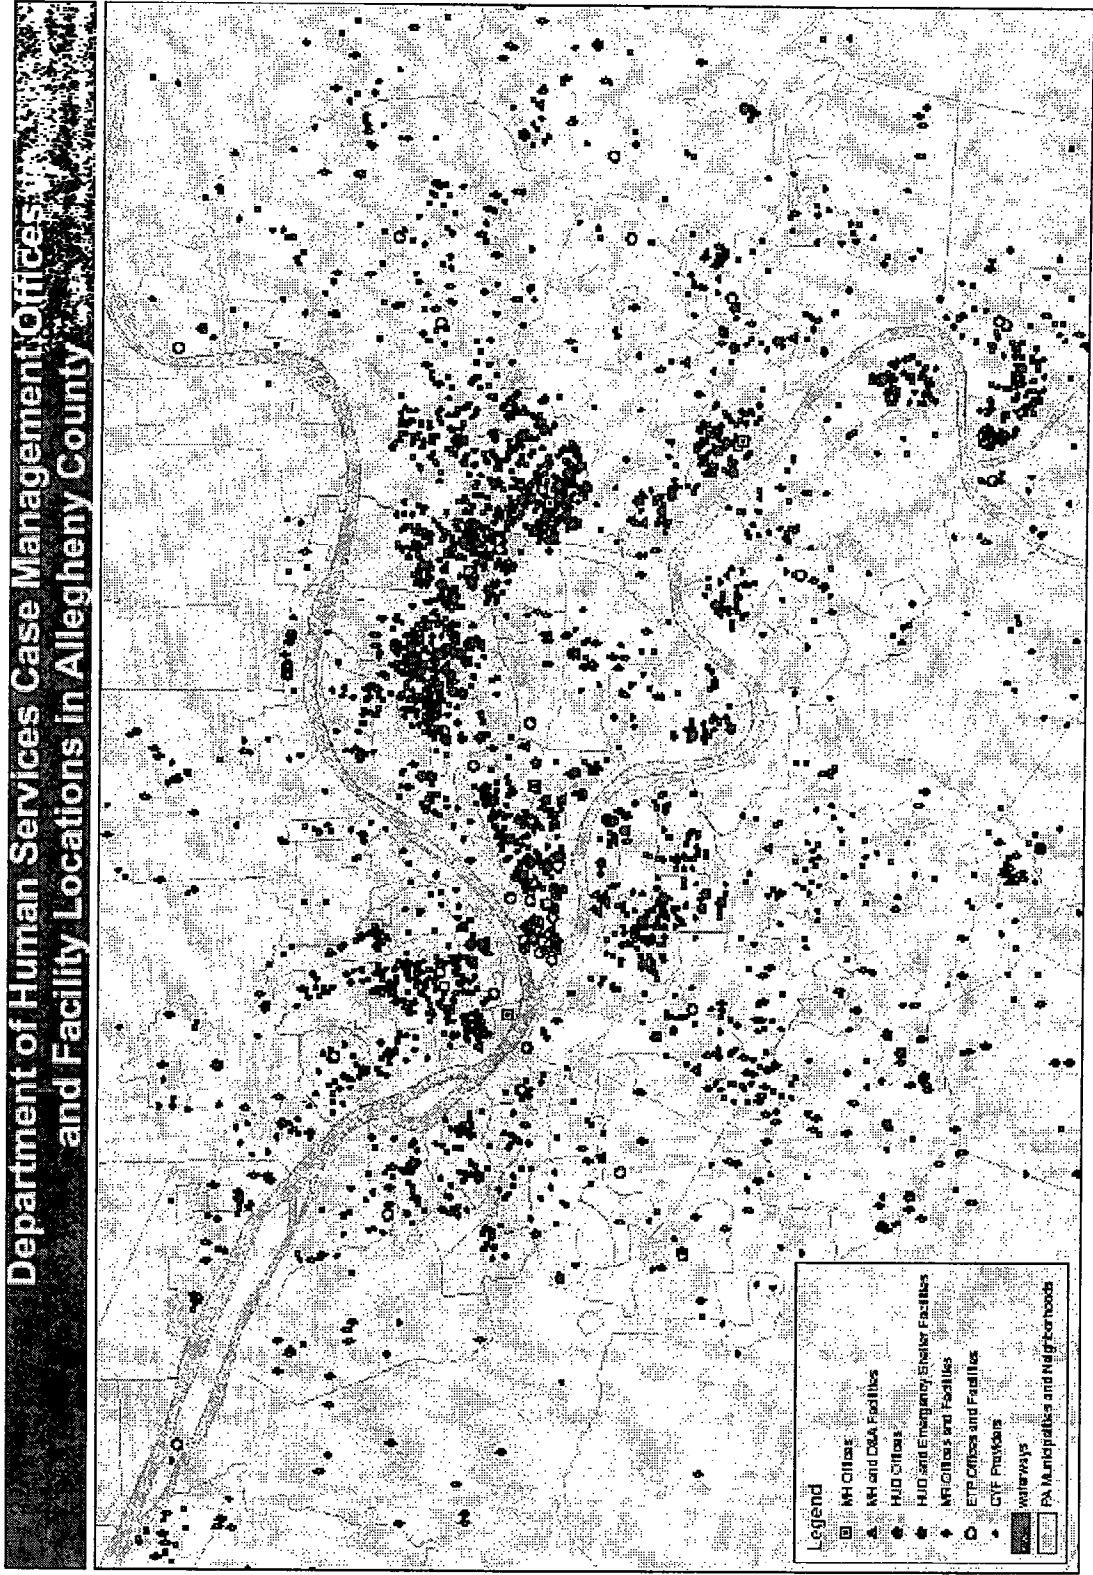 Department of Human Services Case Management Offices
and Facility Locations in Allegheny County
Legend
MH Offices
MH and D&A Facilities
HUD Offices
HUD and Emergency Shelter Facilities
MR Offices and Facilities
ETP Offices and Facilities
CYF Providers
waterways
PA Municipalities and Neighborhoods